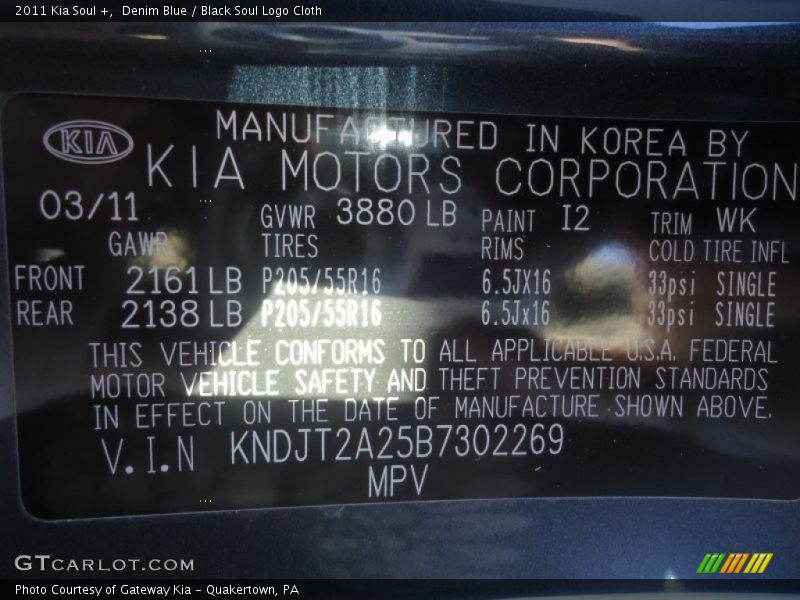 2011 Kia Soul +, Denim Blue / Black Soul Logo Cloth
KIA MANUFACTURED IN KOREA BY
KIA MOTORS CORPORATION
03/11 GVWR 3880 LB PAINT I2 TRIM WK
GAWR TIRES RIMS COLD TIRE INFL
FRONT 2161LB P205/55R16 6.5JX16 33psi SINGLE
REAR 2138LB P205/55R16 6.5Jx16 33psi SINGLE
THIS VEHICLE CONFORMS TO ALL APPLICABLE U.S.A. FEDERAL
MOTOR VEHICLE SAFETY AND THEFT PREVENTION STANDARDS
IN EFFECT ON THE DATE OF MANUFACTURE SHOWN ABOVE.
V.I.N KNDJT2A25B7302269
MPV
GTCARLOT.COM
Photo Courtesy of Gateway Kia - Quakertown, PA